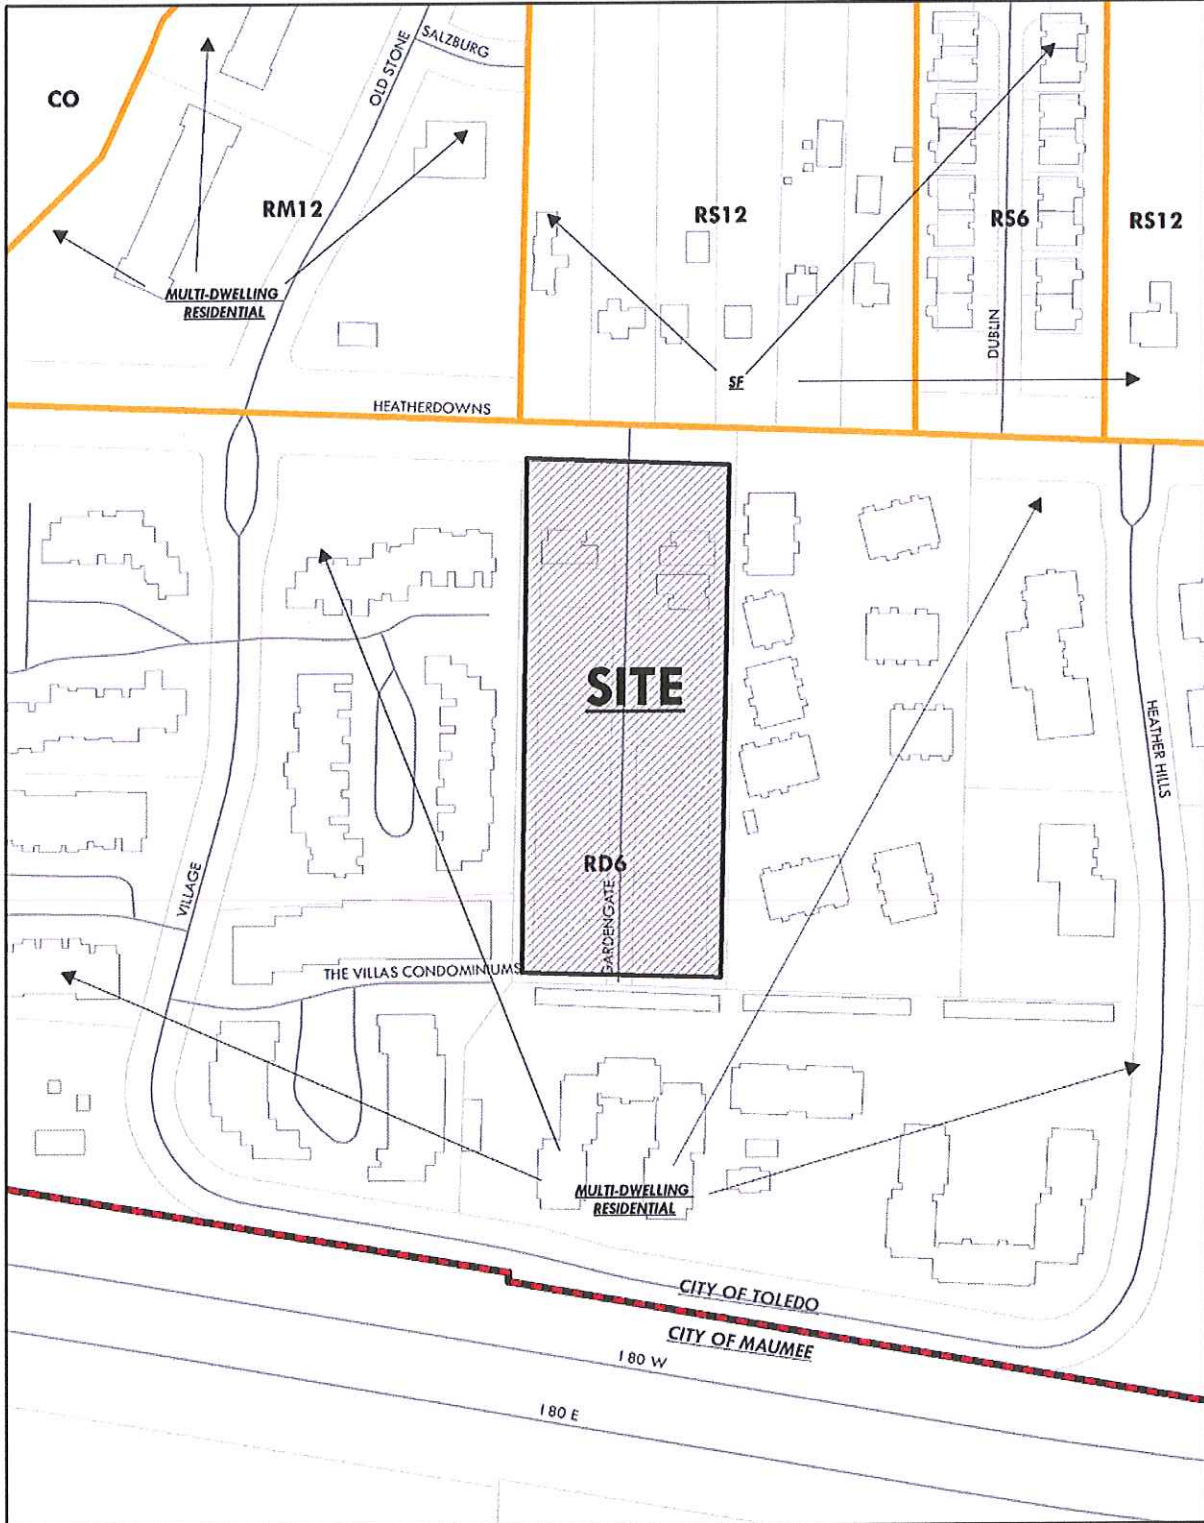 SALZBURG
OLD STONE
CO
RM12
RS12
RS6
RS12
MULTI-DWELLING
RESIDENTIAL
DUBLIN
SF
HEATHERDOWNS
SITE
HEATHER HILLS
RD6
VILLAGE
GARDENGATE
THE VILLAS CONDOMINIUMS
MULTI-DWELLING
RESIDENTIAL
CITY OF TOLEDO
CITY OF MAUMEE
I 80 W
I 80 E